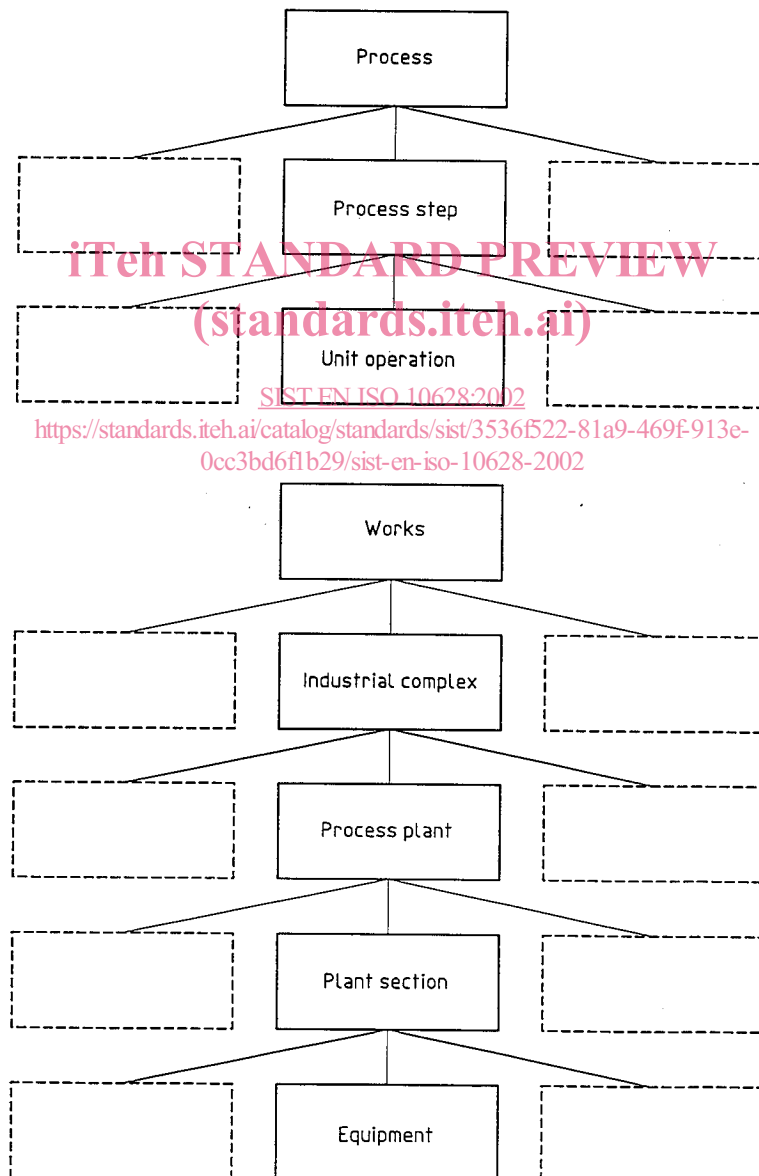 Process
Process step
iTeh STANDARD PREVIEW
(standards.iteh.ai)
Unit operation
SIST EN ISO 10628:2002
https://standards.iteh.ai/catalog/standards/sist/3536f522-81a9-469f-913e-
0cc3bd6f1b29/sist-en-iso-10628-2002
Works
Industrial complex
Process plant
Plant section
Equipment